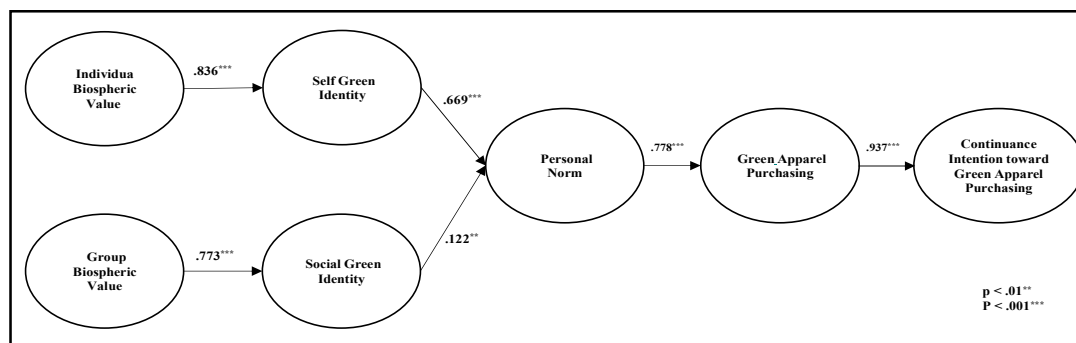 Individua
Biospheric
Value
.836***
Self Green
Identity
.669***
Group
Biospheric
Value
.773***
Social Green
Identity
.122**
Personal
Norm
.778***
Green Apparel
Purchasing
.937***
Continuance
Intention toward
Green Apparel
Purchasing
p < .01**
P < .001***